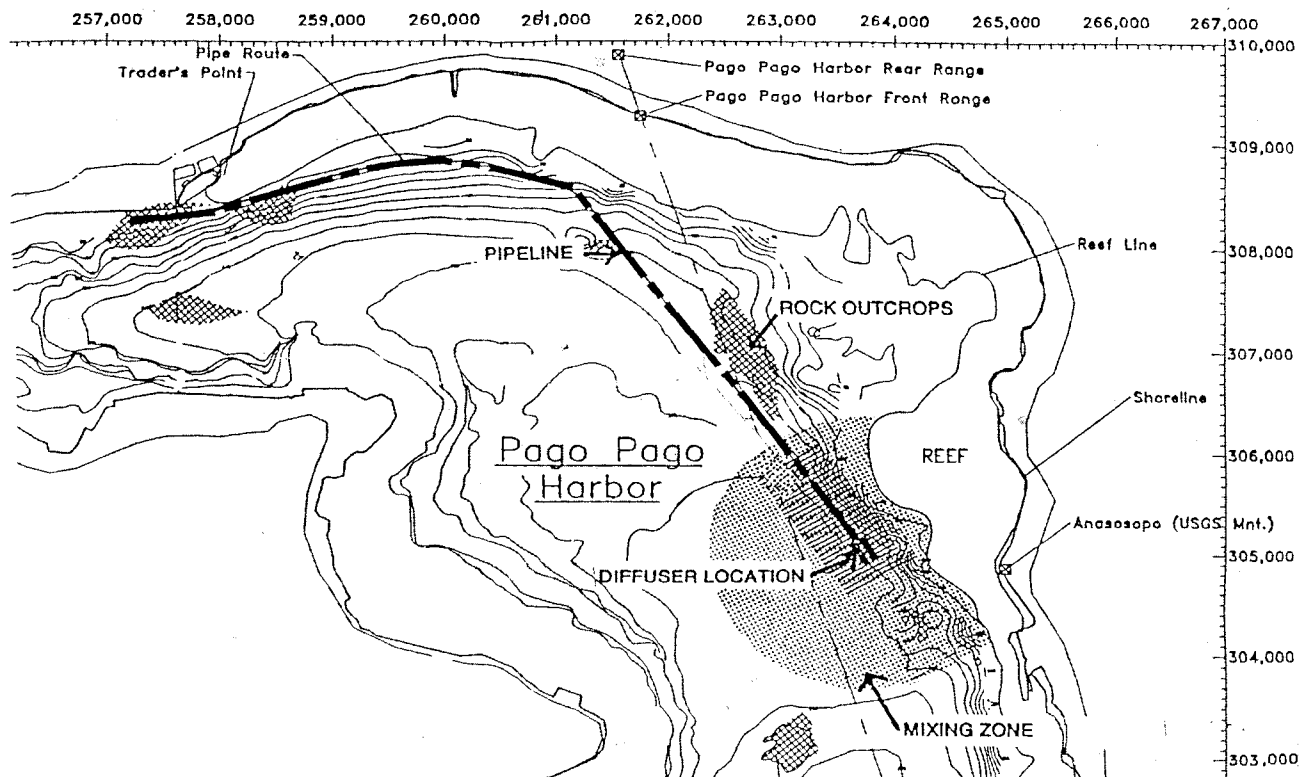 257,000 258,000 259,000 260,000 261,000 262,000 263,000 264,000 265,000 266,000 267,000
310,000
Pipe Route
Trader's Point
Pago Pago Harbor Rear Range
Pago Pago Harbor Front Range
309,000
Reef Line
308,000
PIPELINE
ROCK OUTCROPS
307,000
Shoreline
Pago Pago
Harbor
REEF
306,000
Anasosopo (USGS Mnt.)
305,000
DIFFUSER LOCATION
304,000
MIXING ZONE
303,000